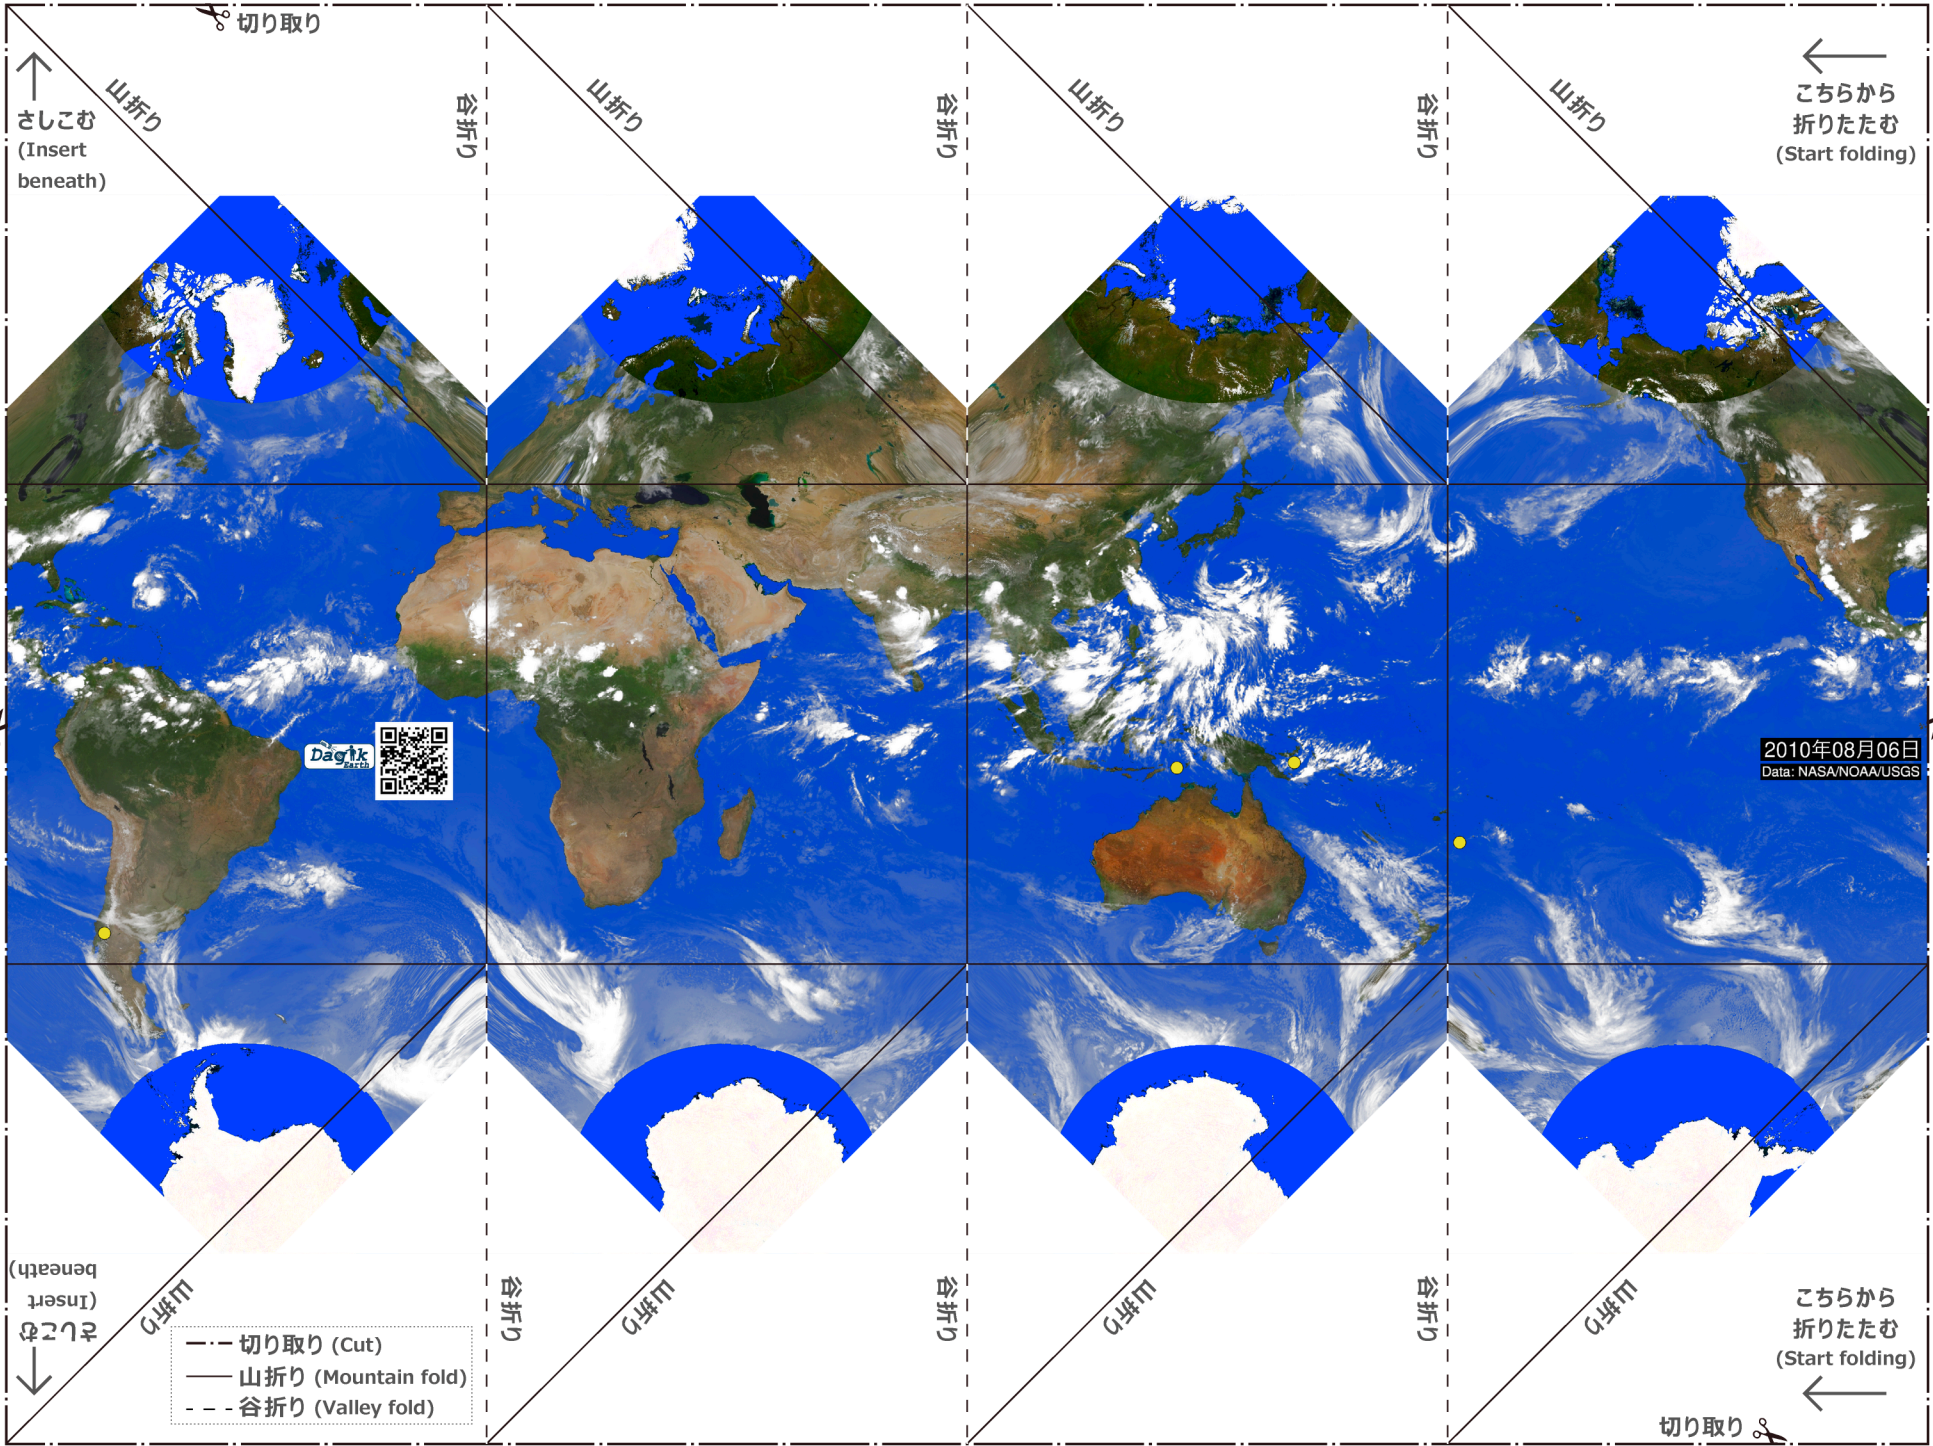 切り取り
山折り
谷折り
山折り
谷折り
山折り
谷折り
山折り
こちらから
折りたたむ
(Start folding)
さしこむ
(Insert
beneath)
Dagik
Earth
2010年08月06日
Data: NASA/NOAA/USGS
さしこむ
(Insert
beneath)
山折り
谷折り
山折り
谷折り
山折り
谷折り
山折り
こちらから
折りたたむ
(Start folding)
切り取り (Cut)
山折り (Mountain fold)
谷折り (Valley fold)
切り取り